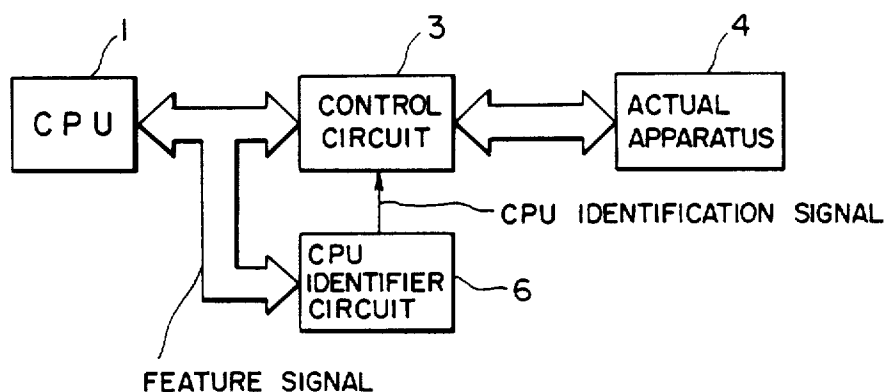 1
3
4
CPU
CONTROL
CIRCUIT
ACTUAL
APPARATUS
CPU IDENTIFICATION SIGNAL
CPU
IDENTIFIER
CIRCUIT
6
FEATURE SIGNAL